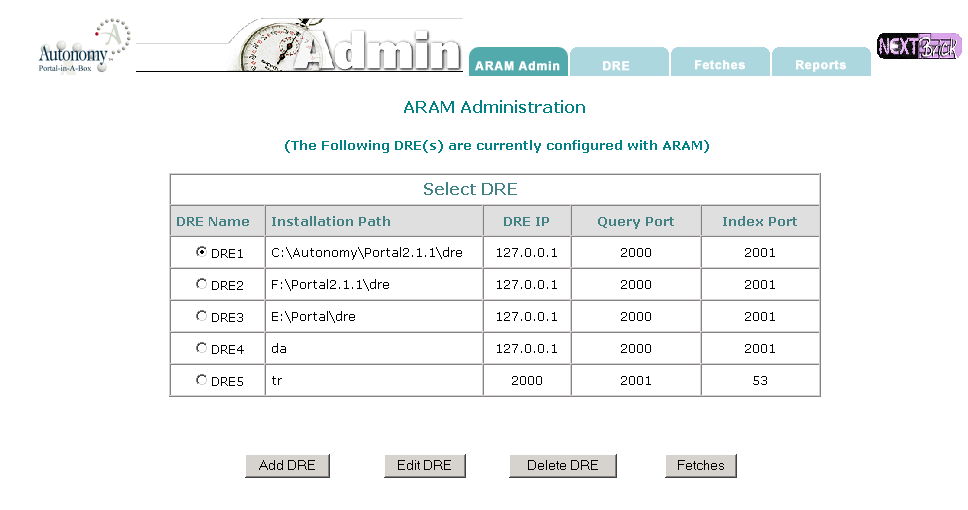 Autonomy
Portal-in-A-Box
Admin
ARAM Admin DRE Fetches Reports
NEXT Back
ARAM Administration
(The Following DRE(s) are currently configured with ARAM)
Select DRE
DRE Name Installation Path DRE IP Query Port Index Port
DRE1 C:\Autonomy\Portal2.1.1\dre 127.0.0.1 2000 2001
DRE2 F:\Portal2.1.1\dre 127.0.0.1 2000 2001
DRE3 E:\Portal\dre 127.0.0.1 2000 2001
DRE4 da 127.0.0.1 2000 2001
DRE5 tr 2000 2001 53
Add DRE Edit DRE Delete DRE Fetches